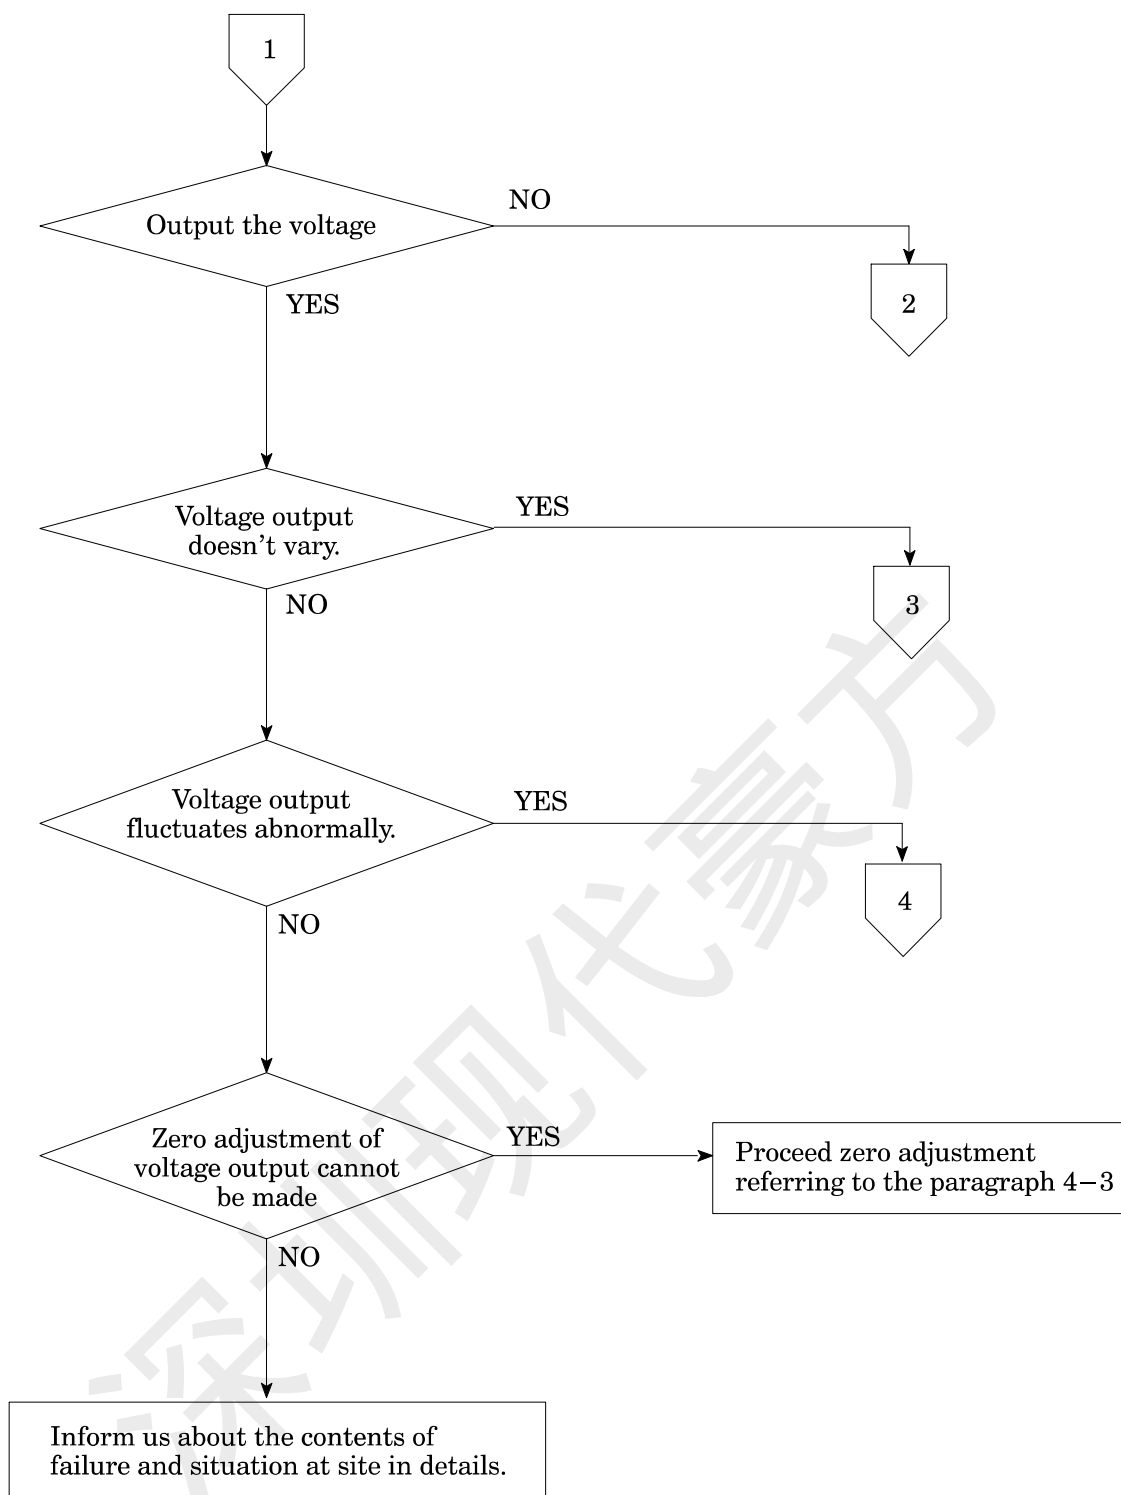 1
Output the voltage
NO
2
YES
Voltage output
doesn't vary.
YES
3
NO
Voltage output
fluctuates abnormally.
YES
4
NO
Zero adjustment of
voltage output cannot
be made
YES
Proceed zero adjustment
referring to the paragraph 4−3
NO
Inform us about the contents of
failure and situation at site in details.
深圳现代豪方